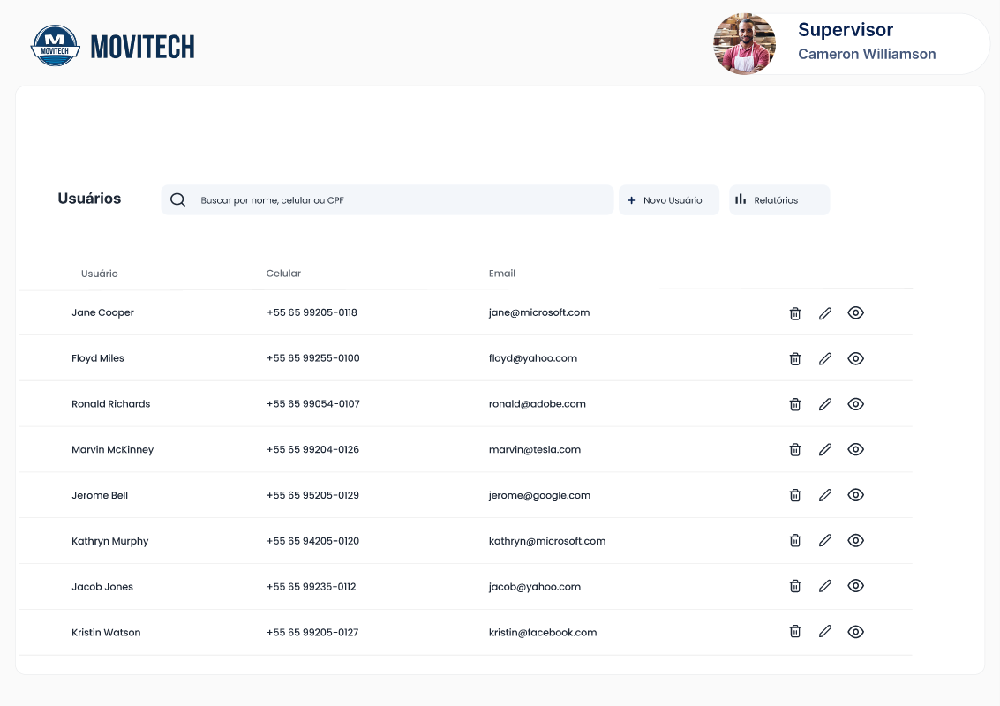 M
MOVITECH
MOVITECH
Supervisor
Cameron Williamson
Usuários
Buscar por nome, celular ou CPF
Novo Usuário
Relatórios
Usuário Celular Email
Jane Cooper +55 65 99205-0118 jane@microsoft.com
Floyd Miles +55 65 99255-0100 floyd@yahoo.com
Ronald Richards +55 65 99054-0107 ronald@adobe.com
Marvin McKinney +55 65 99204-0126 marvin@tesla.com
Jerome Bell +55 65 95205-0129 jerome@google.com
Kathryn Murphy +55 65 94205-0120 kathryn@microsoft.com
Jacob Jones +55 65 99235-0112 jacob@yahoo.com
Kristin Watson +55 65 99205-0127 kristin@facebook.com